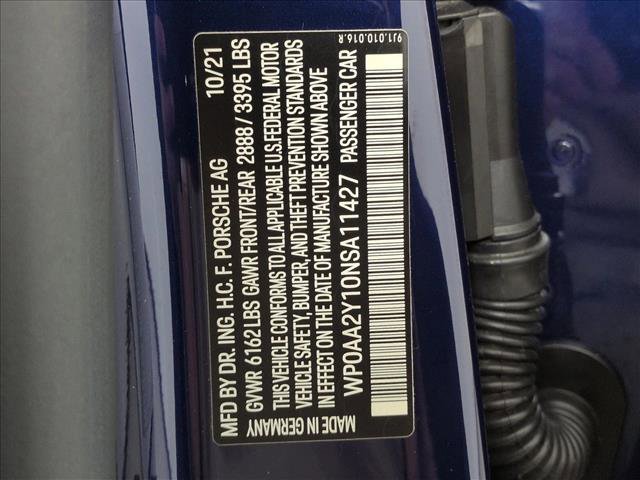 MFD BY DR. ING. H.C. F. PORSCHE AG 10/21
GVWR 6162 LBS GAWR FRONT/REAR 2888 / 3395 LBS
THIS VEHICLE CONFORMS TO ALL APPLICABLE U.S. FEDERAL MOTOR
VEHICLE SAFETY, BUMPER, AND THEFT PREVENTION STANDARDS
IN EFFECT ON THE DATE OF MANUFACTURE SHOWN ABOVE
WP0AA2Y10NSA11427 PASSENGER CAR
MADE IN GERMANY
9J1.010.016.R